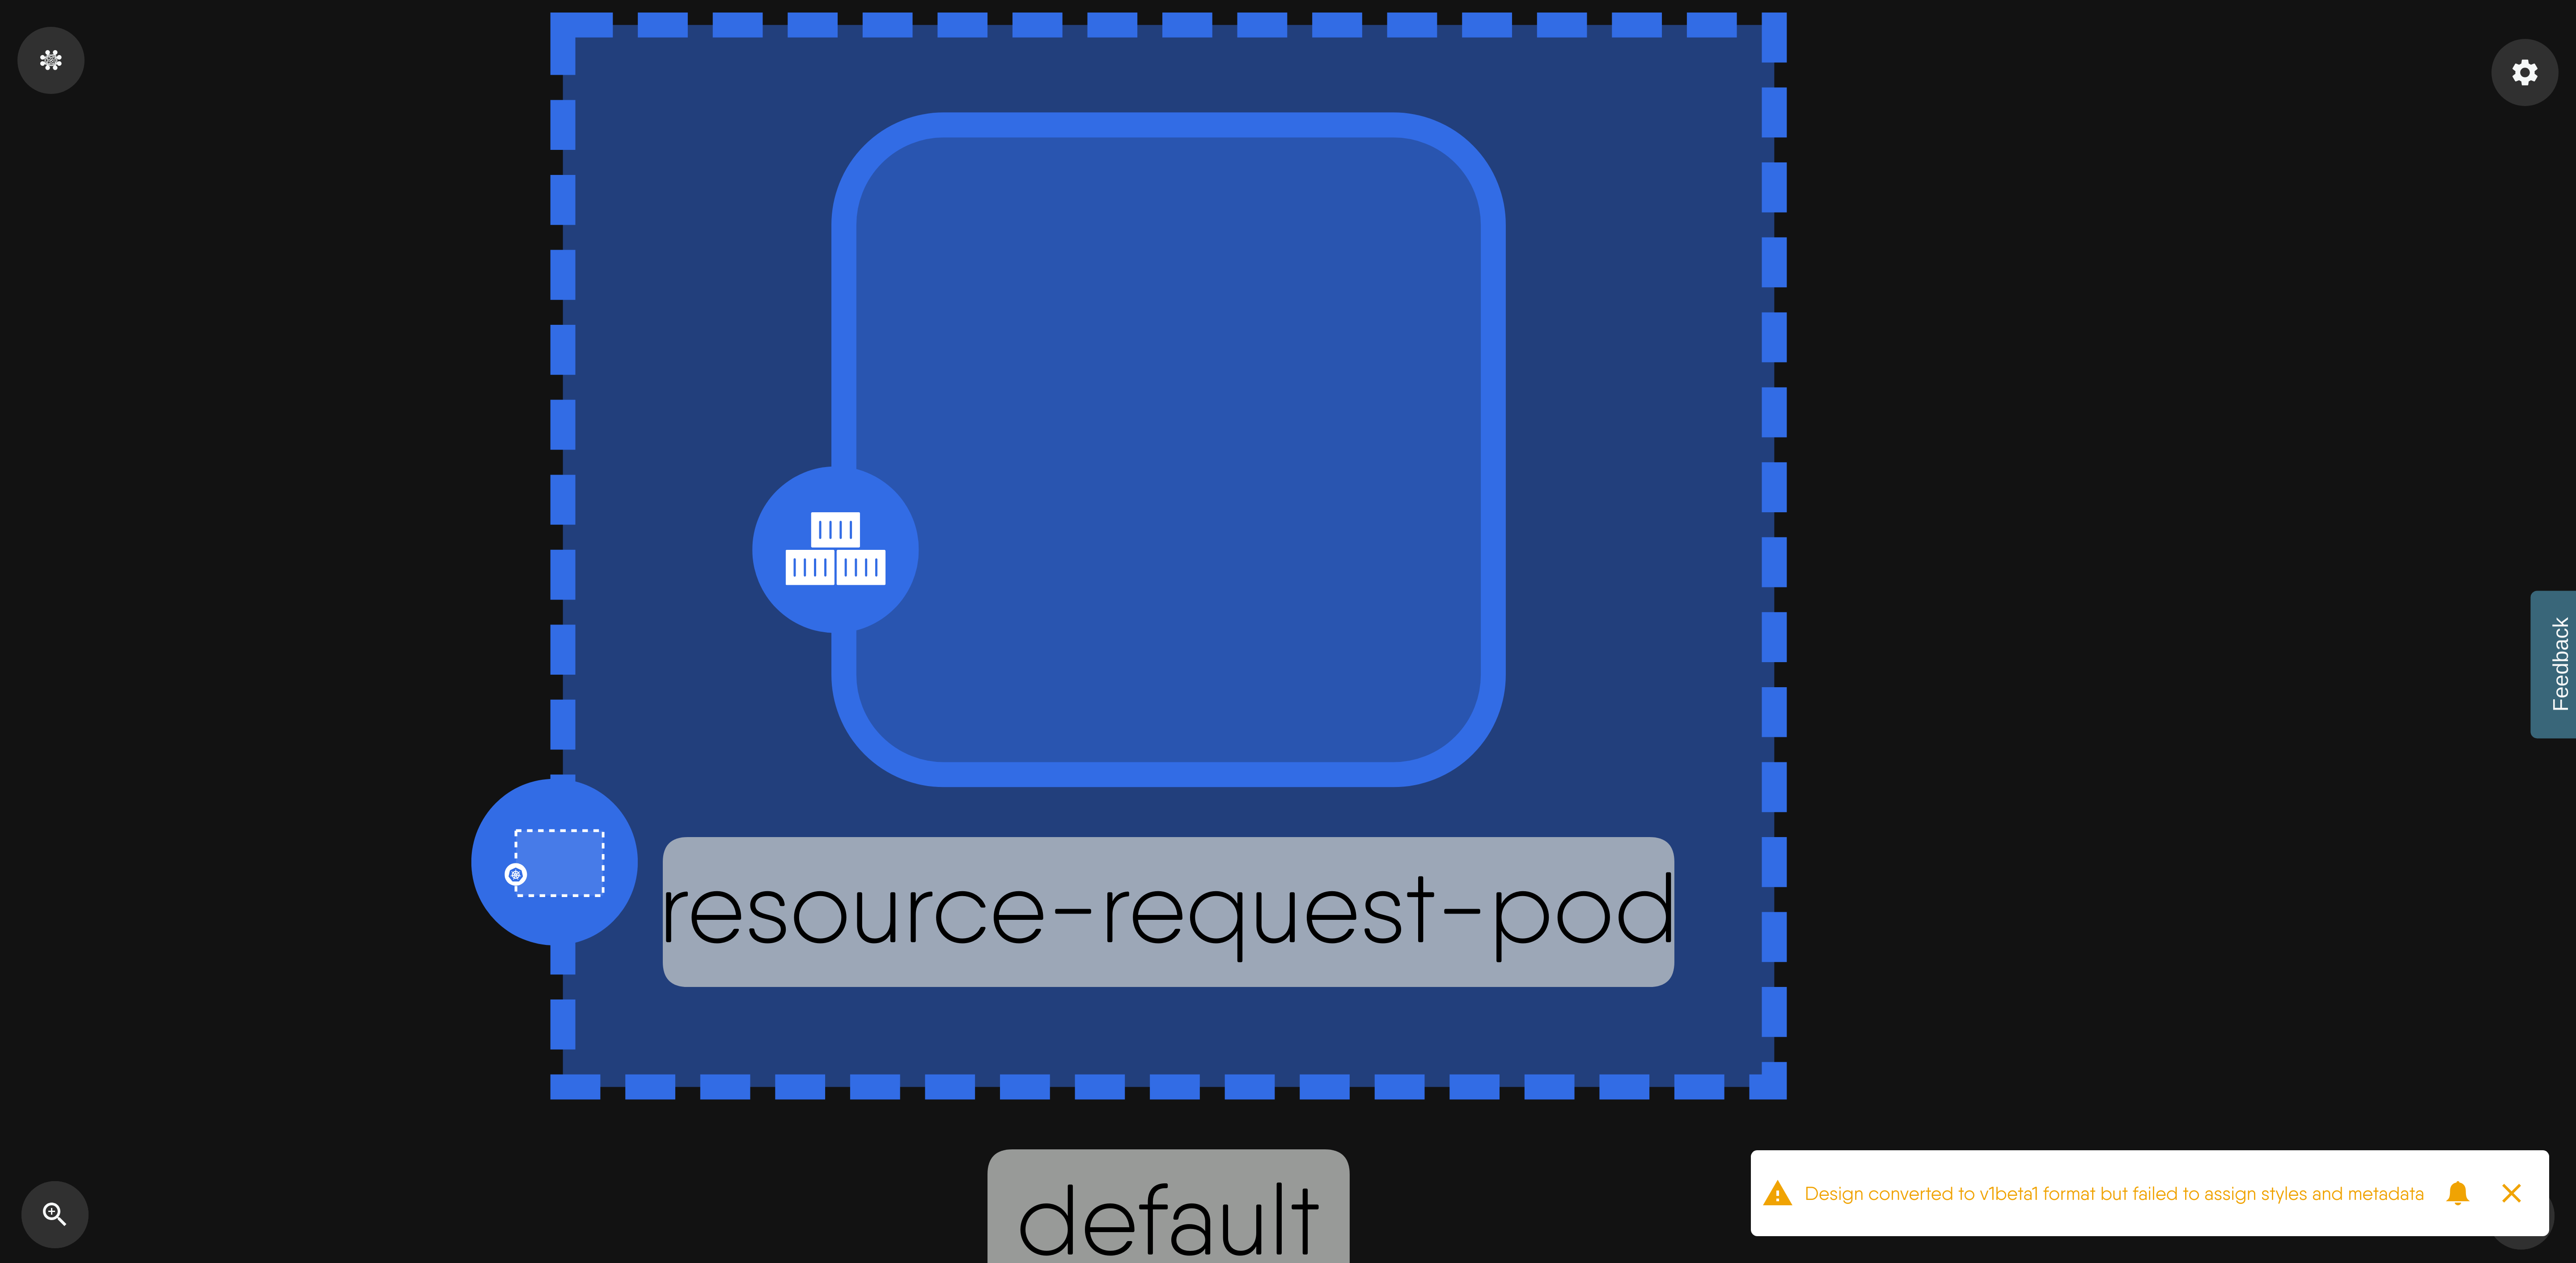 Feedback
resource-request-pod
default
Design converted to v1beta1 format but failed to assign styles and metadata